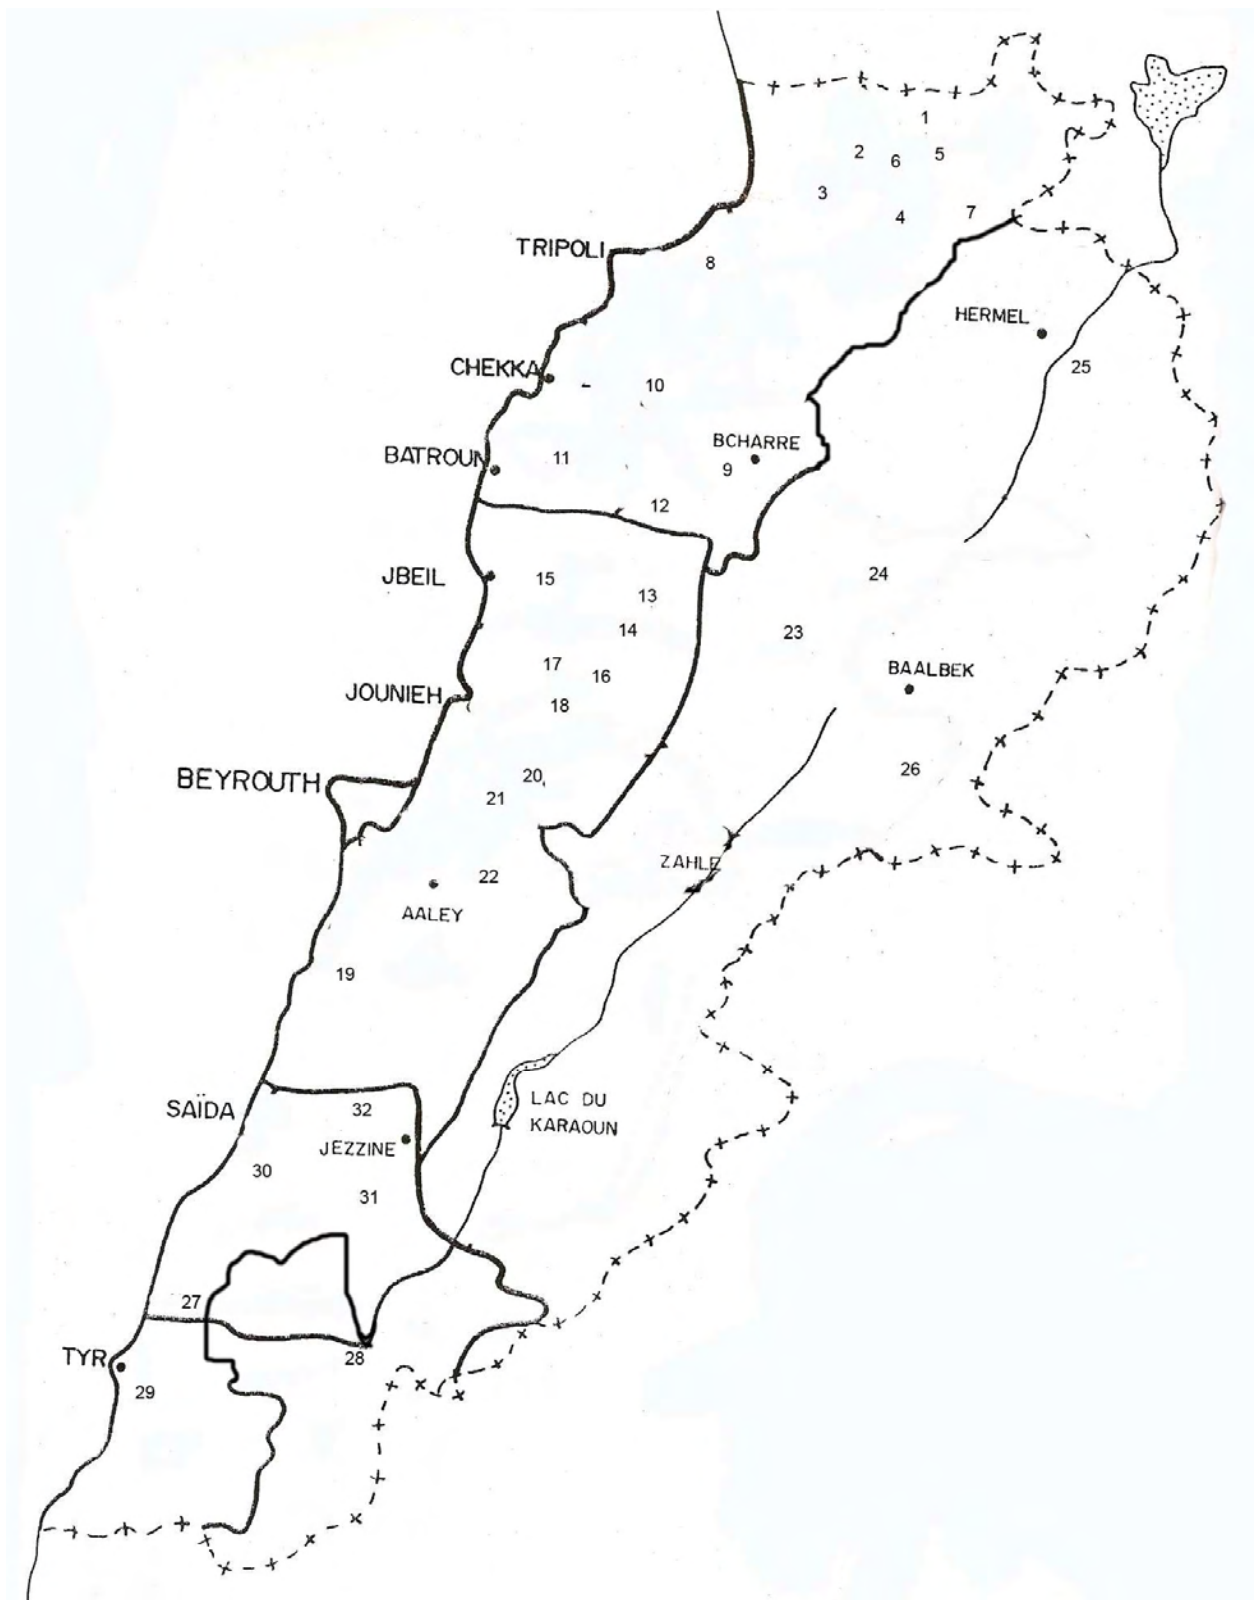 1
2
6
5
3
4
7
TRIPOLI
8
HERMEL
CHEKKA
10
25
BCHARRE
BATROUN
11
9
12
JBEIL
15
13
24
14
23
17
16
BAALBEK
JOUNIEH
18
BEYROUTH
20
26
21
ZAHLE
22
AALEY
19
SAÏDA
32
LAC DU
KARAOUN
JEZZINE
30
31
27
TYR
28
29